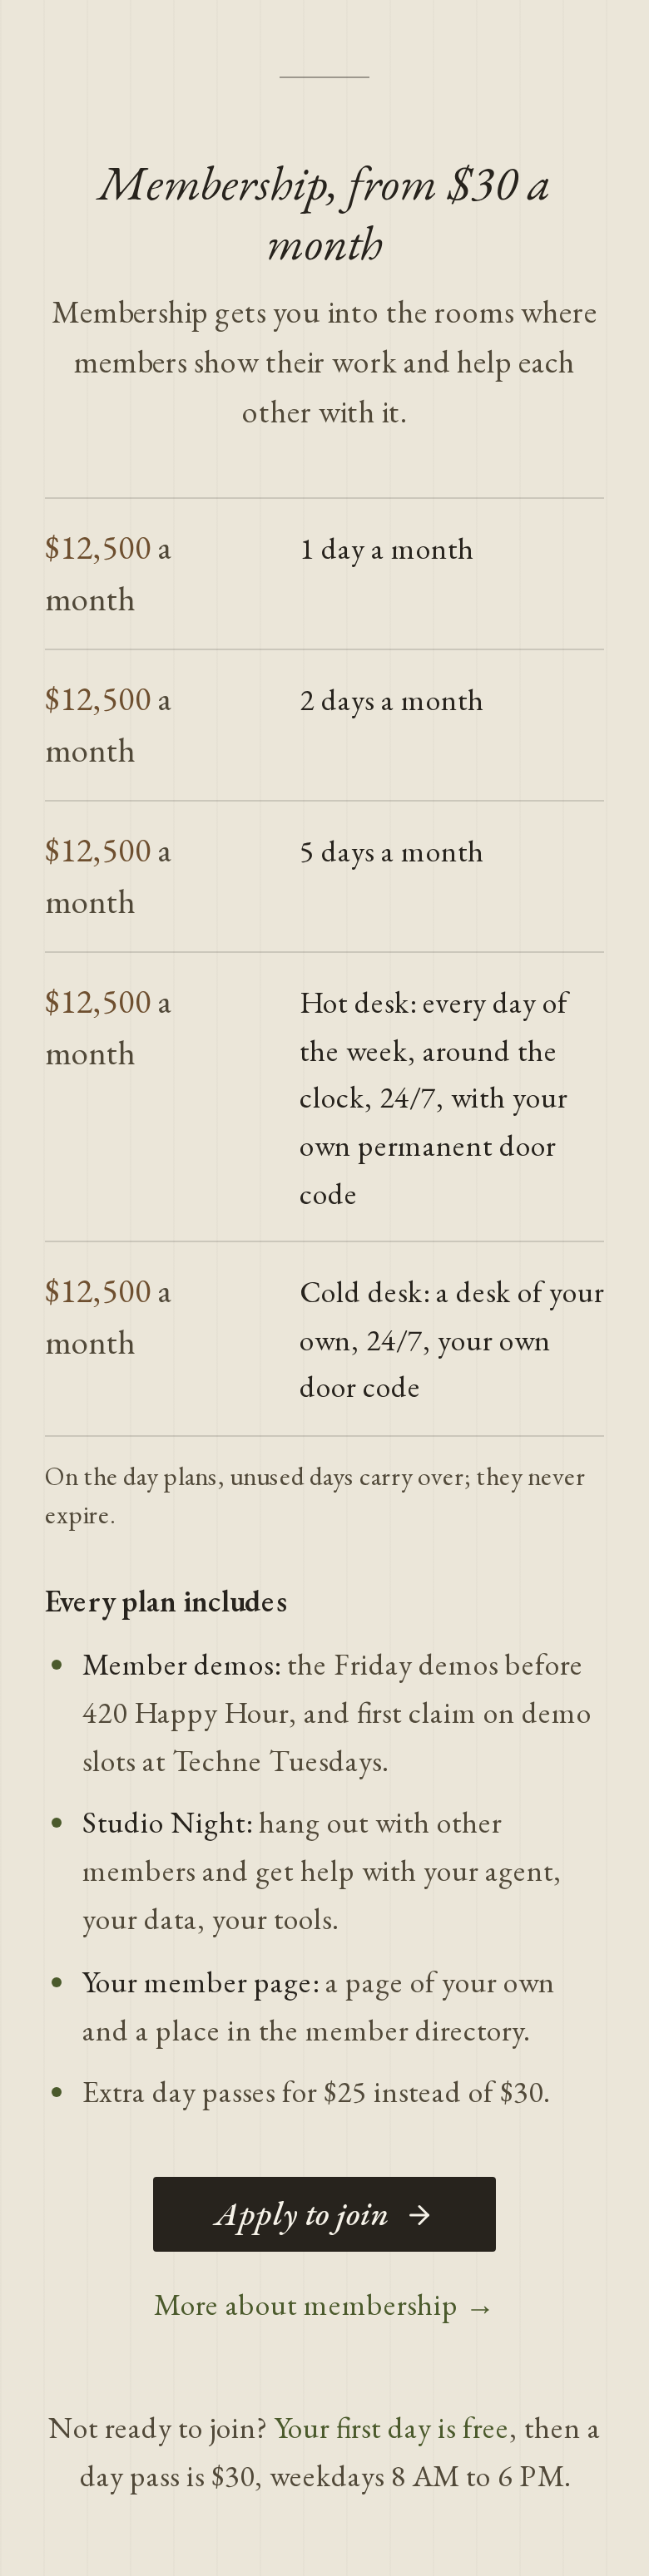 Membership, from $30 a
month
Membership gets you into the rooms where
members show their work and help each
other with it.
$12,500 a
month
1 day a month
$12,500 a
month
2 days a month
$12,500 a
month
5 days a month
$12,500 a
month
Hot desk: every day of
the week, around the
clock, 24/7, with your
own permanent door
code
$12,500 a
month
Cold desk: a desk of your
own, 24/7, your own
door code
On the day plans, unused days carry over; they never
expire.
Every plan includes
• Member demos: the Friday demos before
420 Happy Hour, and first claim on demo
slots at Techne Tuesdays.
• Studio Night: hang out with other
members and get help with your agent,
your data, your tools.
• Your member page: a page of your own
and a place in the member directory.
• Extra day passes for $25 instead of $30.
Apply to join →
More about membership →
Not ready to join? Your first day is free, then a
day pass is $30, weekdays 8 AM to 6 PM.